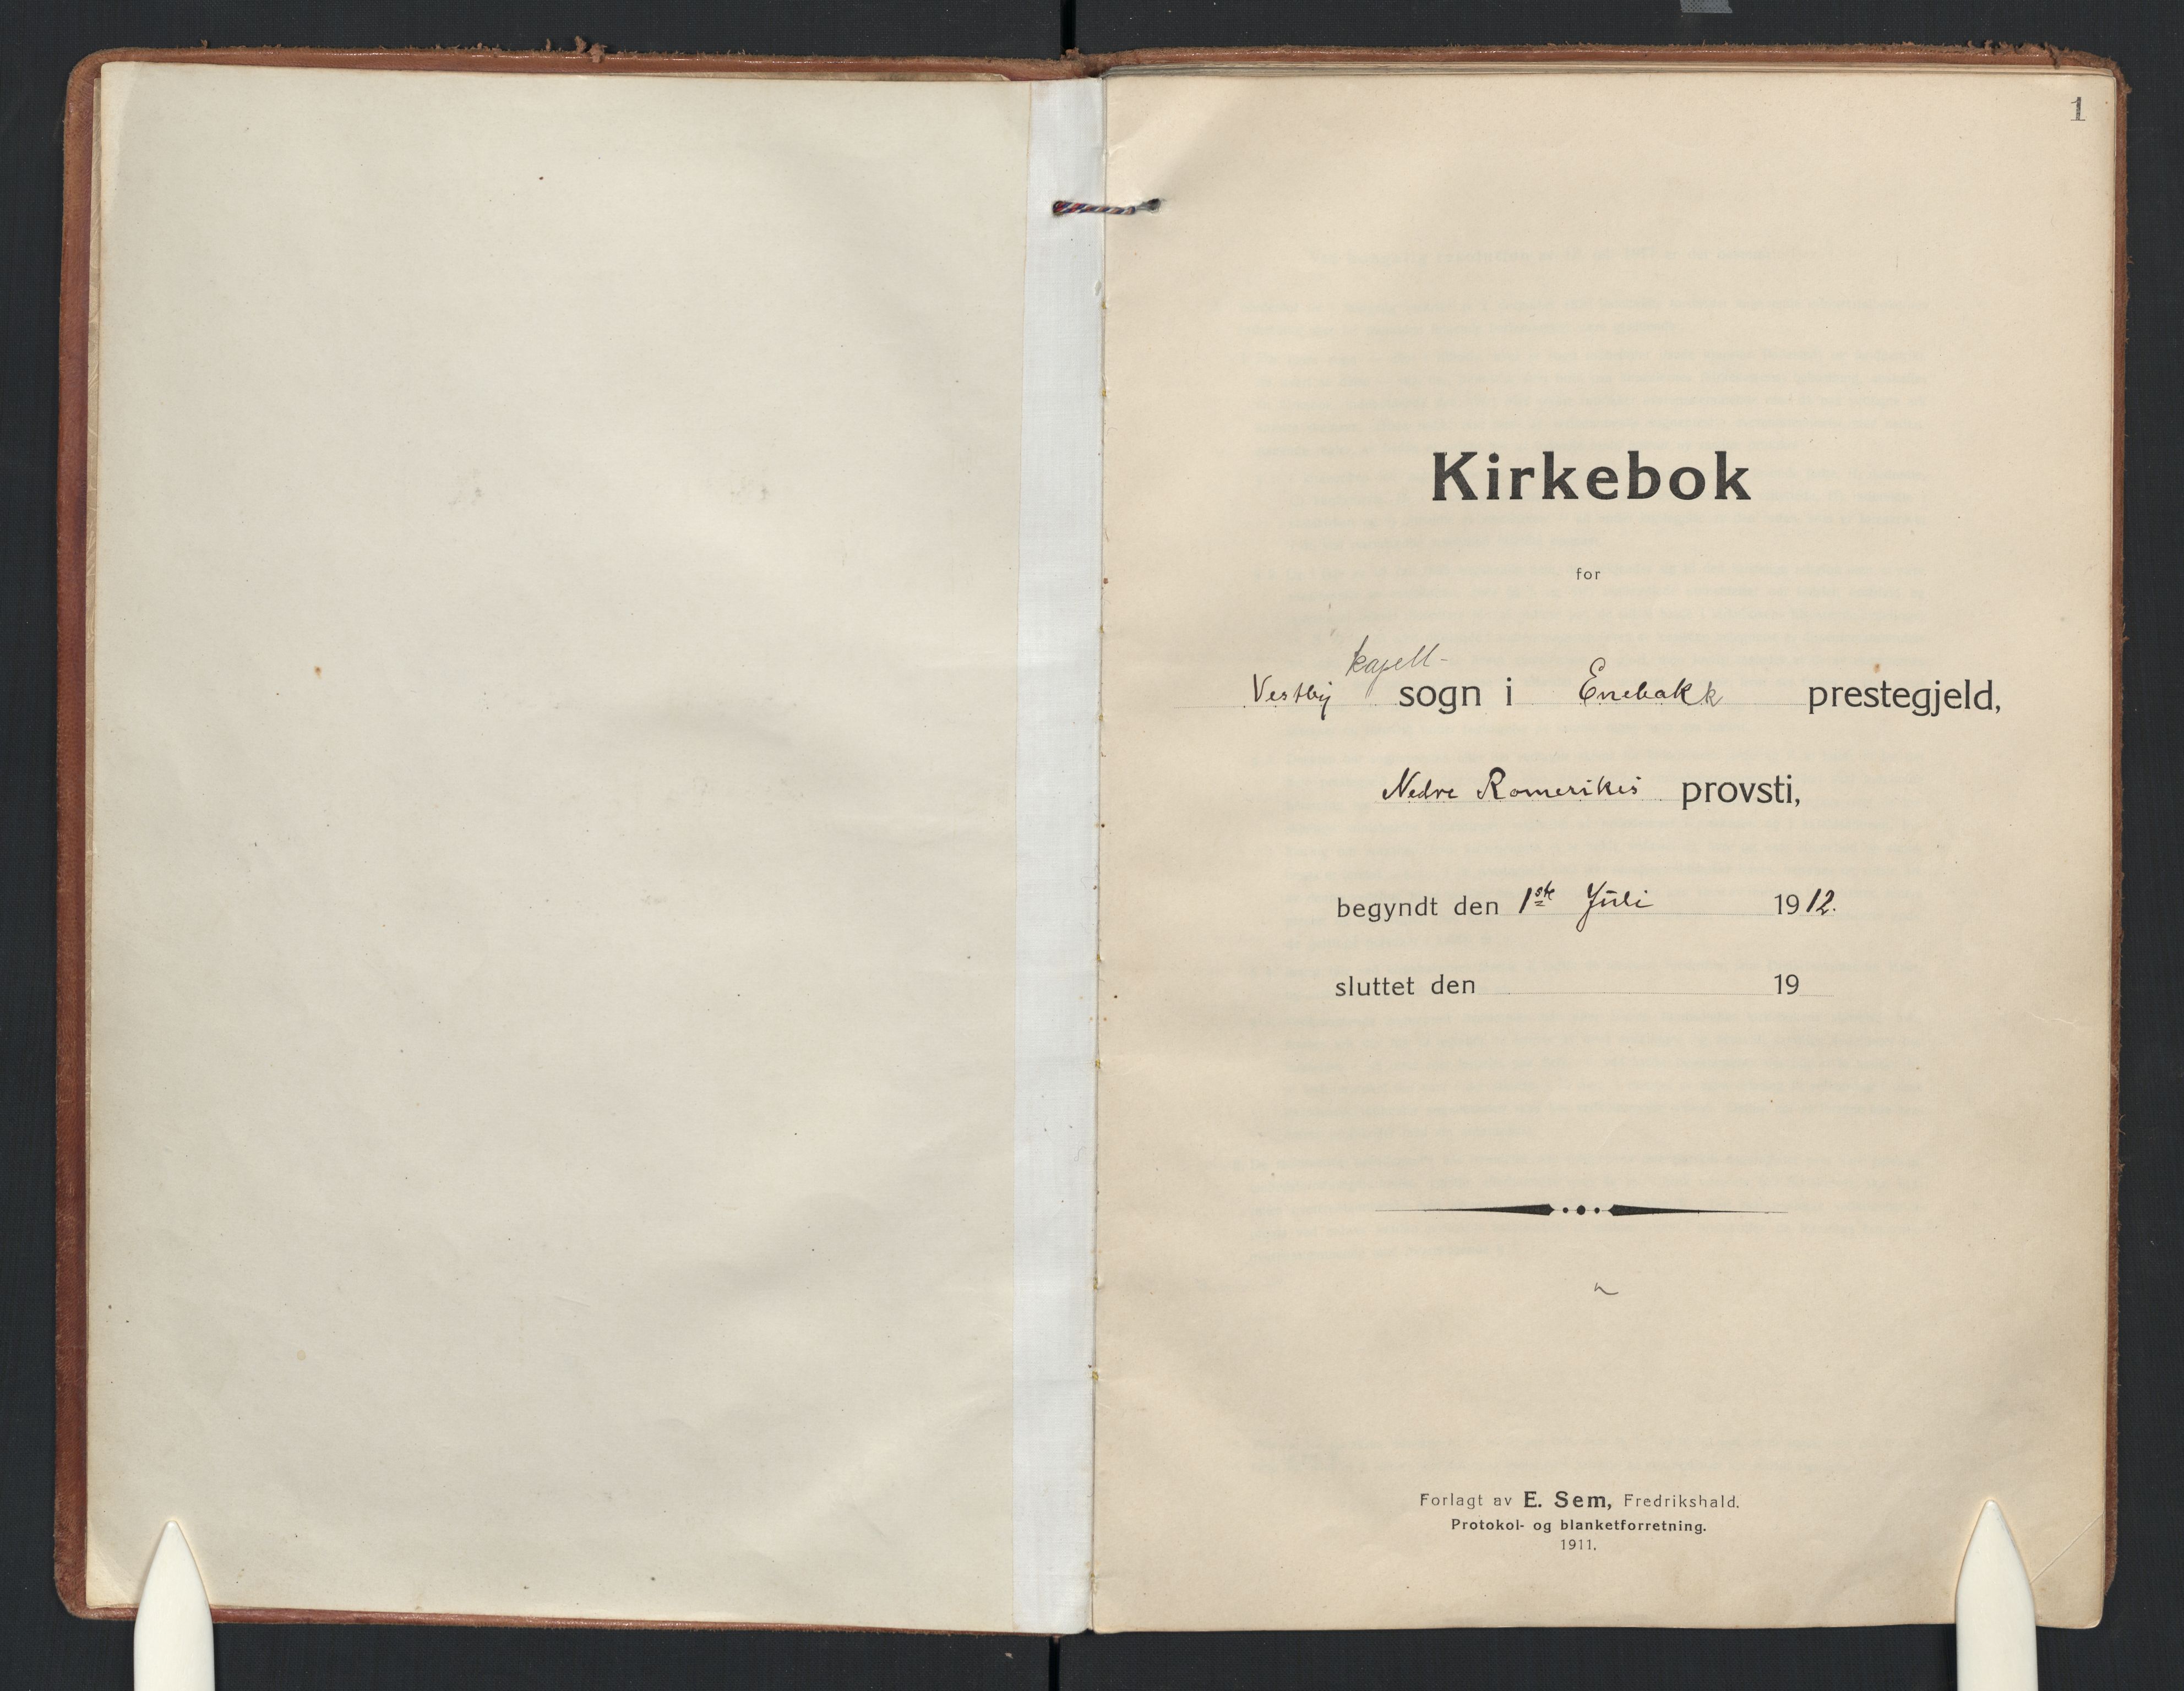 1
Kirkebok
for
kapell-
Vestby sogn i Enebakk prestegjeld,
Nedre Romerikes provsti,
begyndt den 1ste Juli 1912.
sluttet den 19
Forlagt av E. Sem, Fredrikshald.
Protokol- og blanketforretning.
1911.